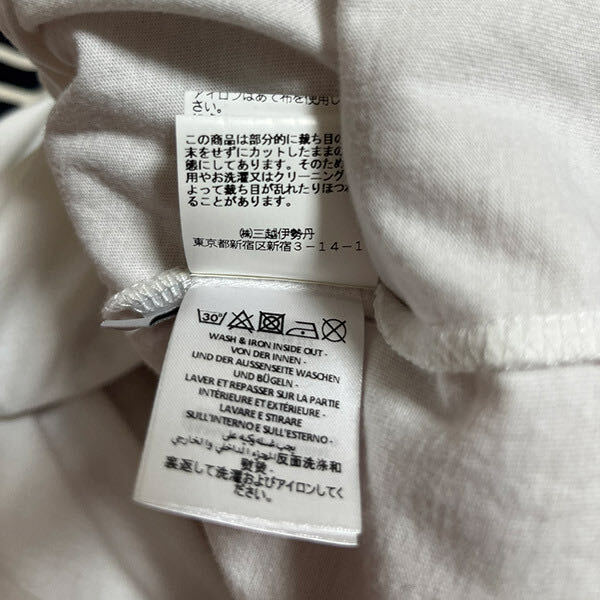 アイロンはあて布を使用し
さい。
この商品は部分的に裁ち目の
末をせずにカットしたままの
態にしてあります。そのため
用やお洗濯又はクリーニング
よって裁ち目が乱れたりほつれ
ることがあります。
㈱三越伊勢丹
東京都新宿区新宿3-14-1
30°
WASH & IRON INSIDE OUT -
VON DER INNEN -
UND DER AUSSENSEITE WASCHEN
UND BÜGELN -
LAVER ET REPASSER SUR LA PARTIE
INTÉRIEURE ET EXTÉRIEURE -
LAVARE E STIRARE
SULL'INTERNO E SULL'ESTERNO -
يجب غسله وكيه على
الجزء الداخلي والخارجي - 反面洗涤和
熨烫 -
裏返して洗濯およびアイロンしてく
ださい